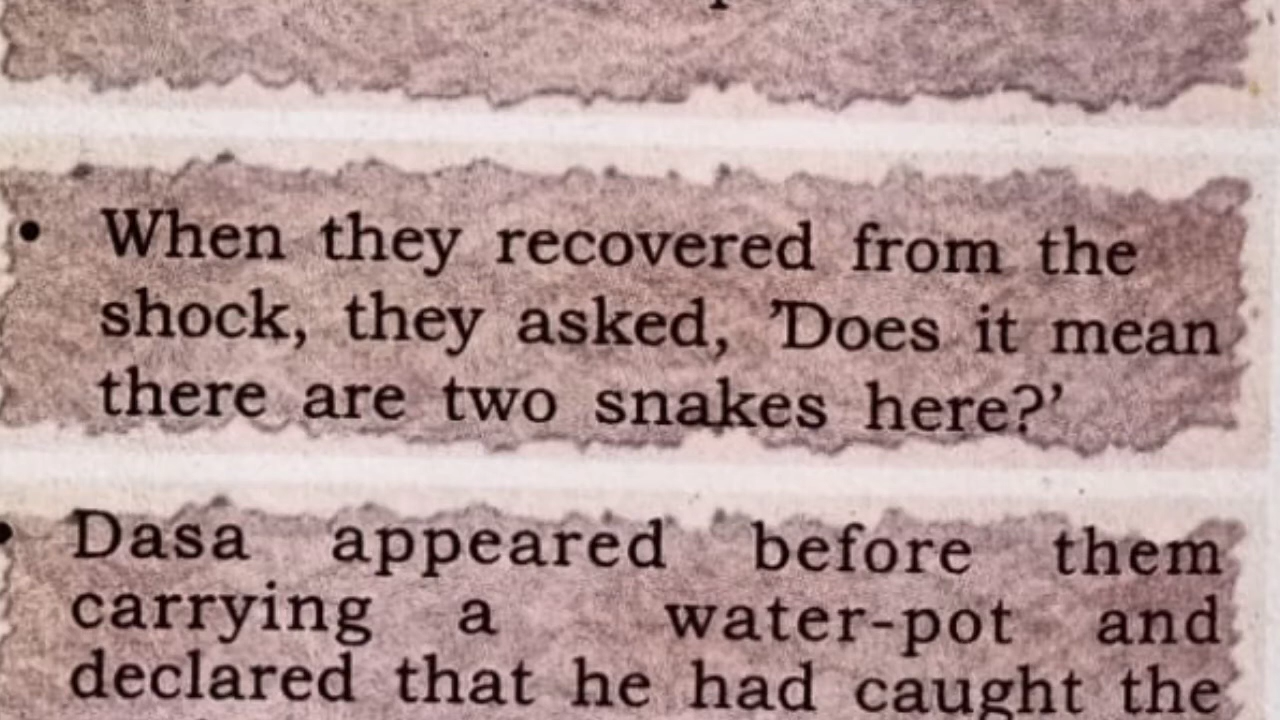 • When they recovered from the
shock, they asked, ’Does it mean
there are two snakes here?’
• Dasa appeared before them
carrying a water-pot and
declared that he had caught the